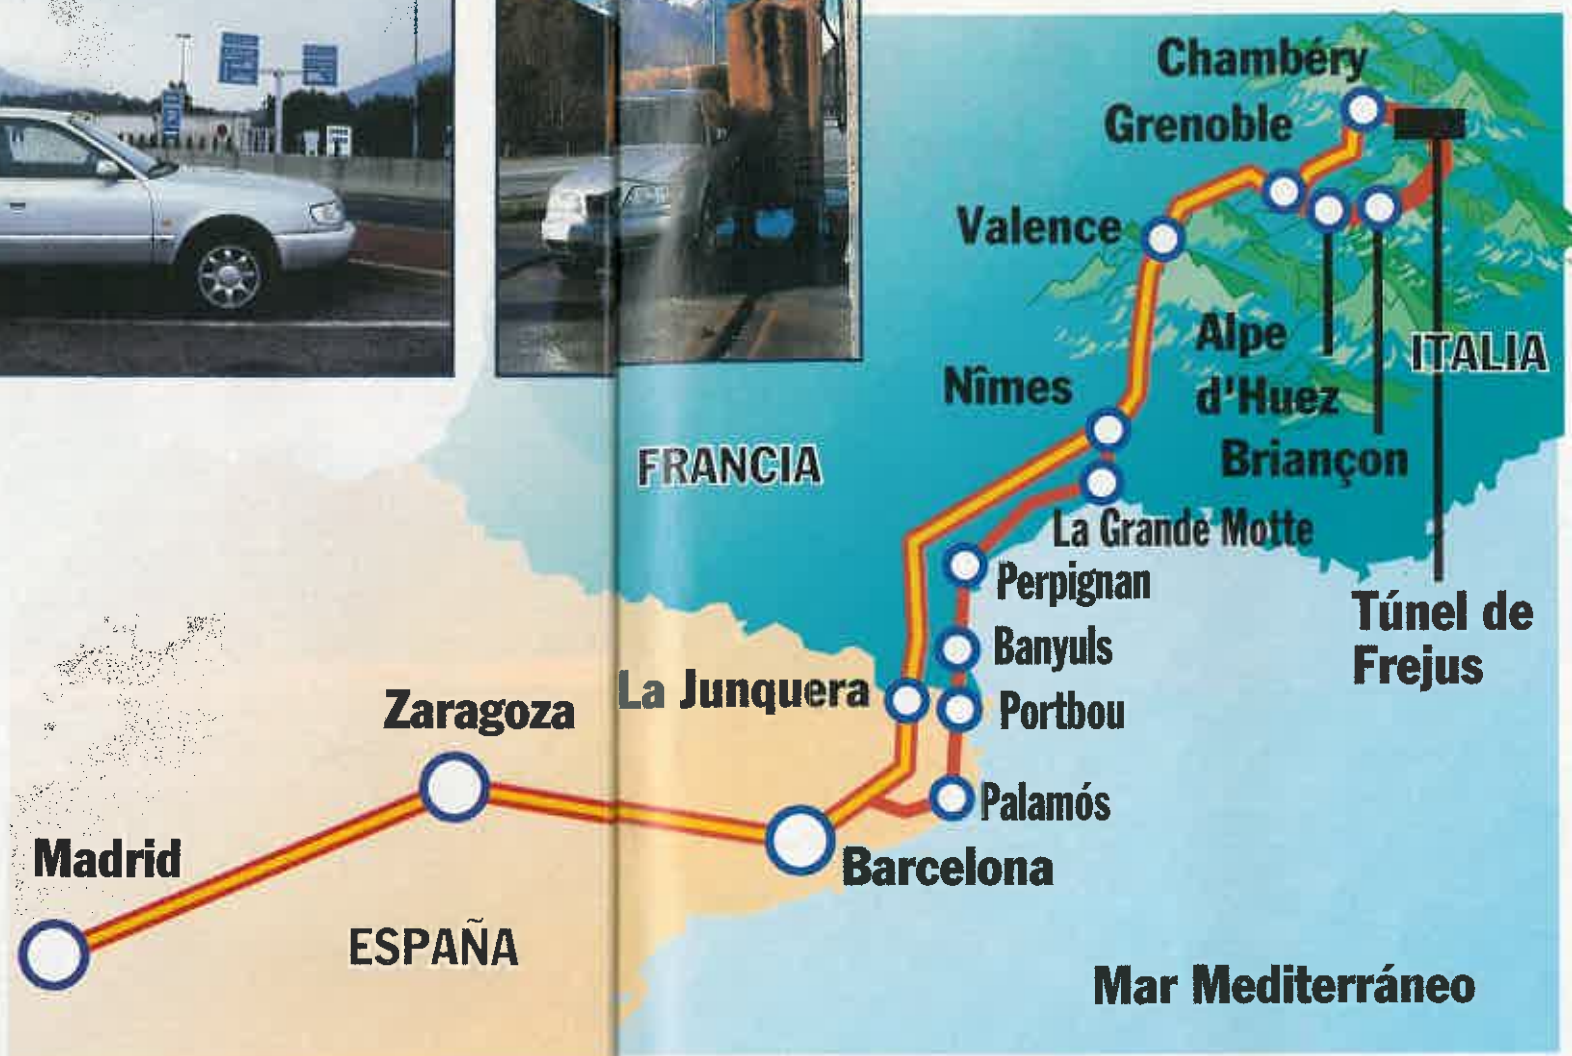 Chambéry
Grenoble
Valence
Alpe
d'Huez
ITALIA
Nîmes
Briançon
FRANCIA
La Grande Motte
Perpignan
Túnel de
Frejus
Banyuls
La Junquera
Portbou
Zaragoza
Palamós
Madrid
Barcelona
ESPAÑA
Mar Mediterráneo